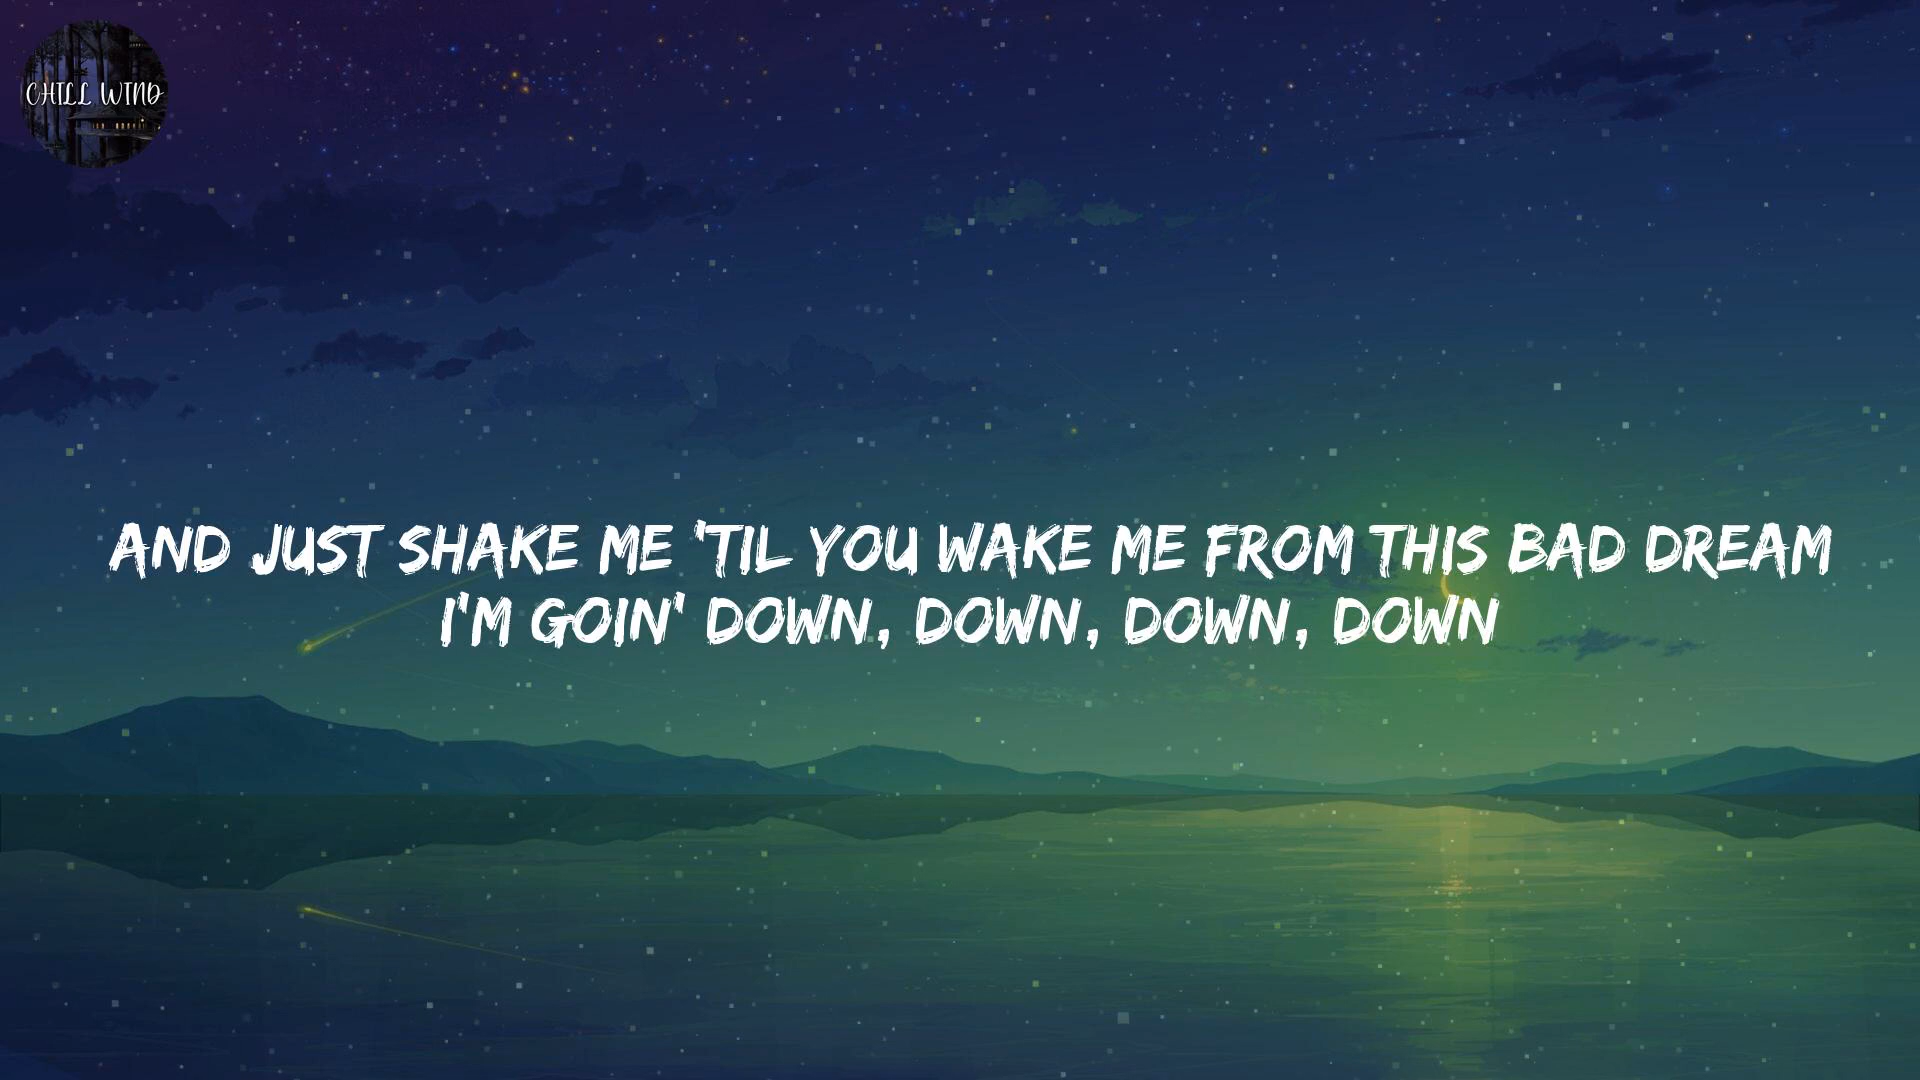 CHILL WIND
AND JUST SHAKE ME 'TIL YOU WAKE ME FROM THIS BAD DREAM
I'M GOIN' DOWN, DOWN, DOWN, DOWN